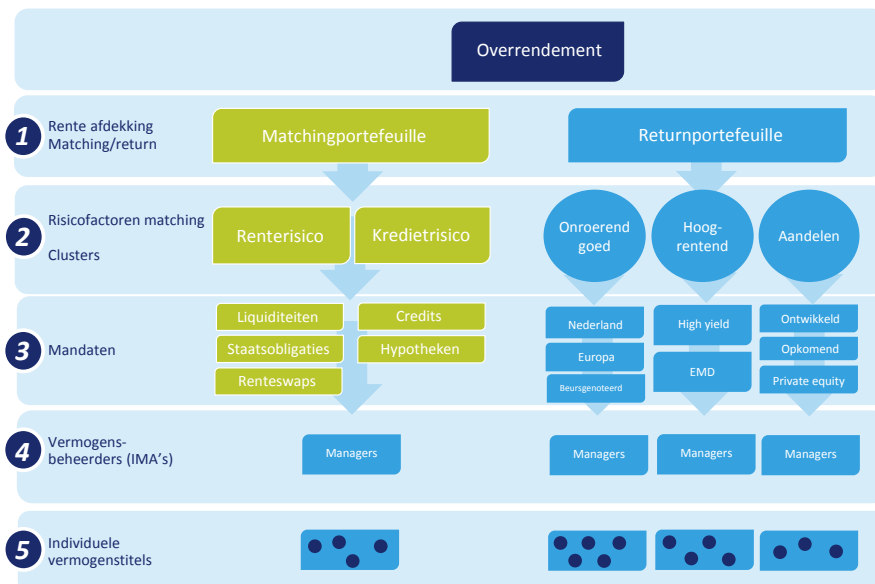 Overrendement
1
Rente afdekking
Matching/return
Matchingportefeuille
Returnportefeuille
2
Risicofactoren matching
Clusters
Renterisico
Kredietrisico
Onroerend
goed
Hoog-
rentend
Aandelen
3
Mandaten
Liquiditeiten
Credits
Staatsobligaties
Hypotheken
Renteswaps
Nederland
Europa
Beursgenoteerd
High yield
EMD
Ontwikkeld
Opkomend
Private equity
4
Vermogens-
beheerders (IMA's)
Managers
Managers
Managers
Managers
5
Individuele
vermogenstitels